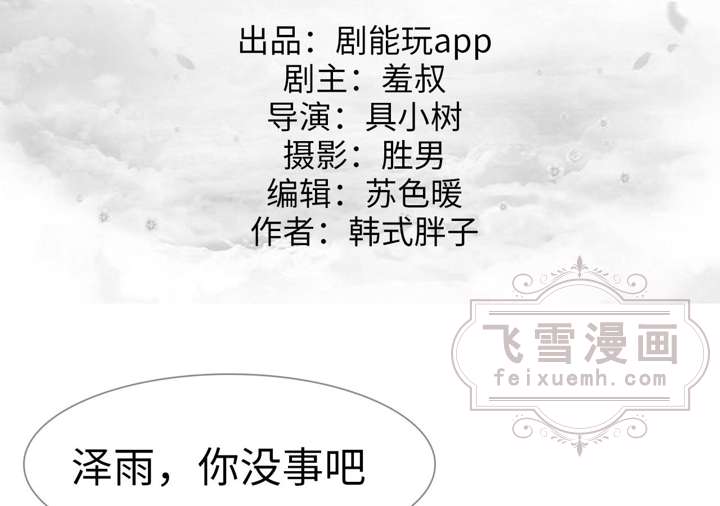 出品：剧能玩app
剧主：羞叔
导演：具小树
摄影：胜男
编辑：苏色暖
作者：韩式胖子
飞雪漫画
feixuemh.com
泽雨，你没事吧